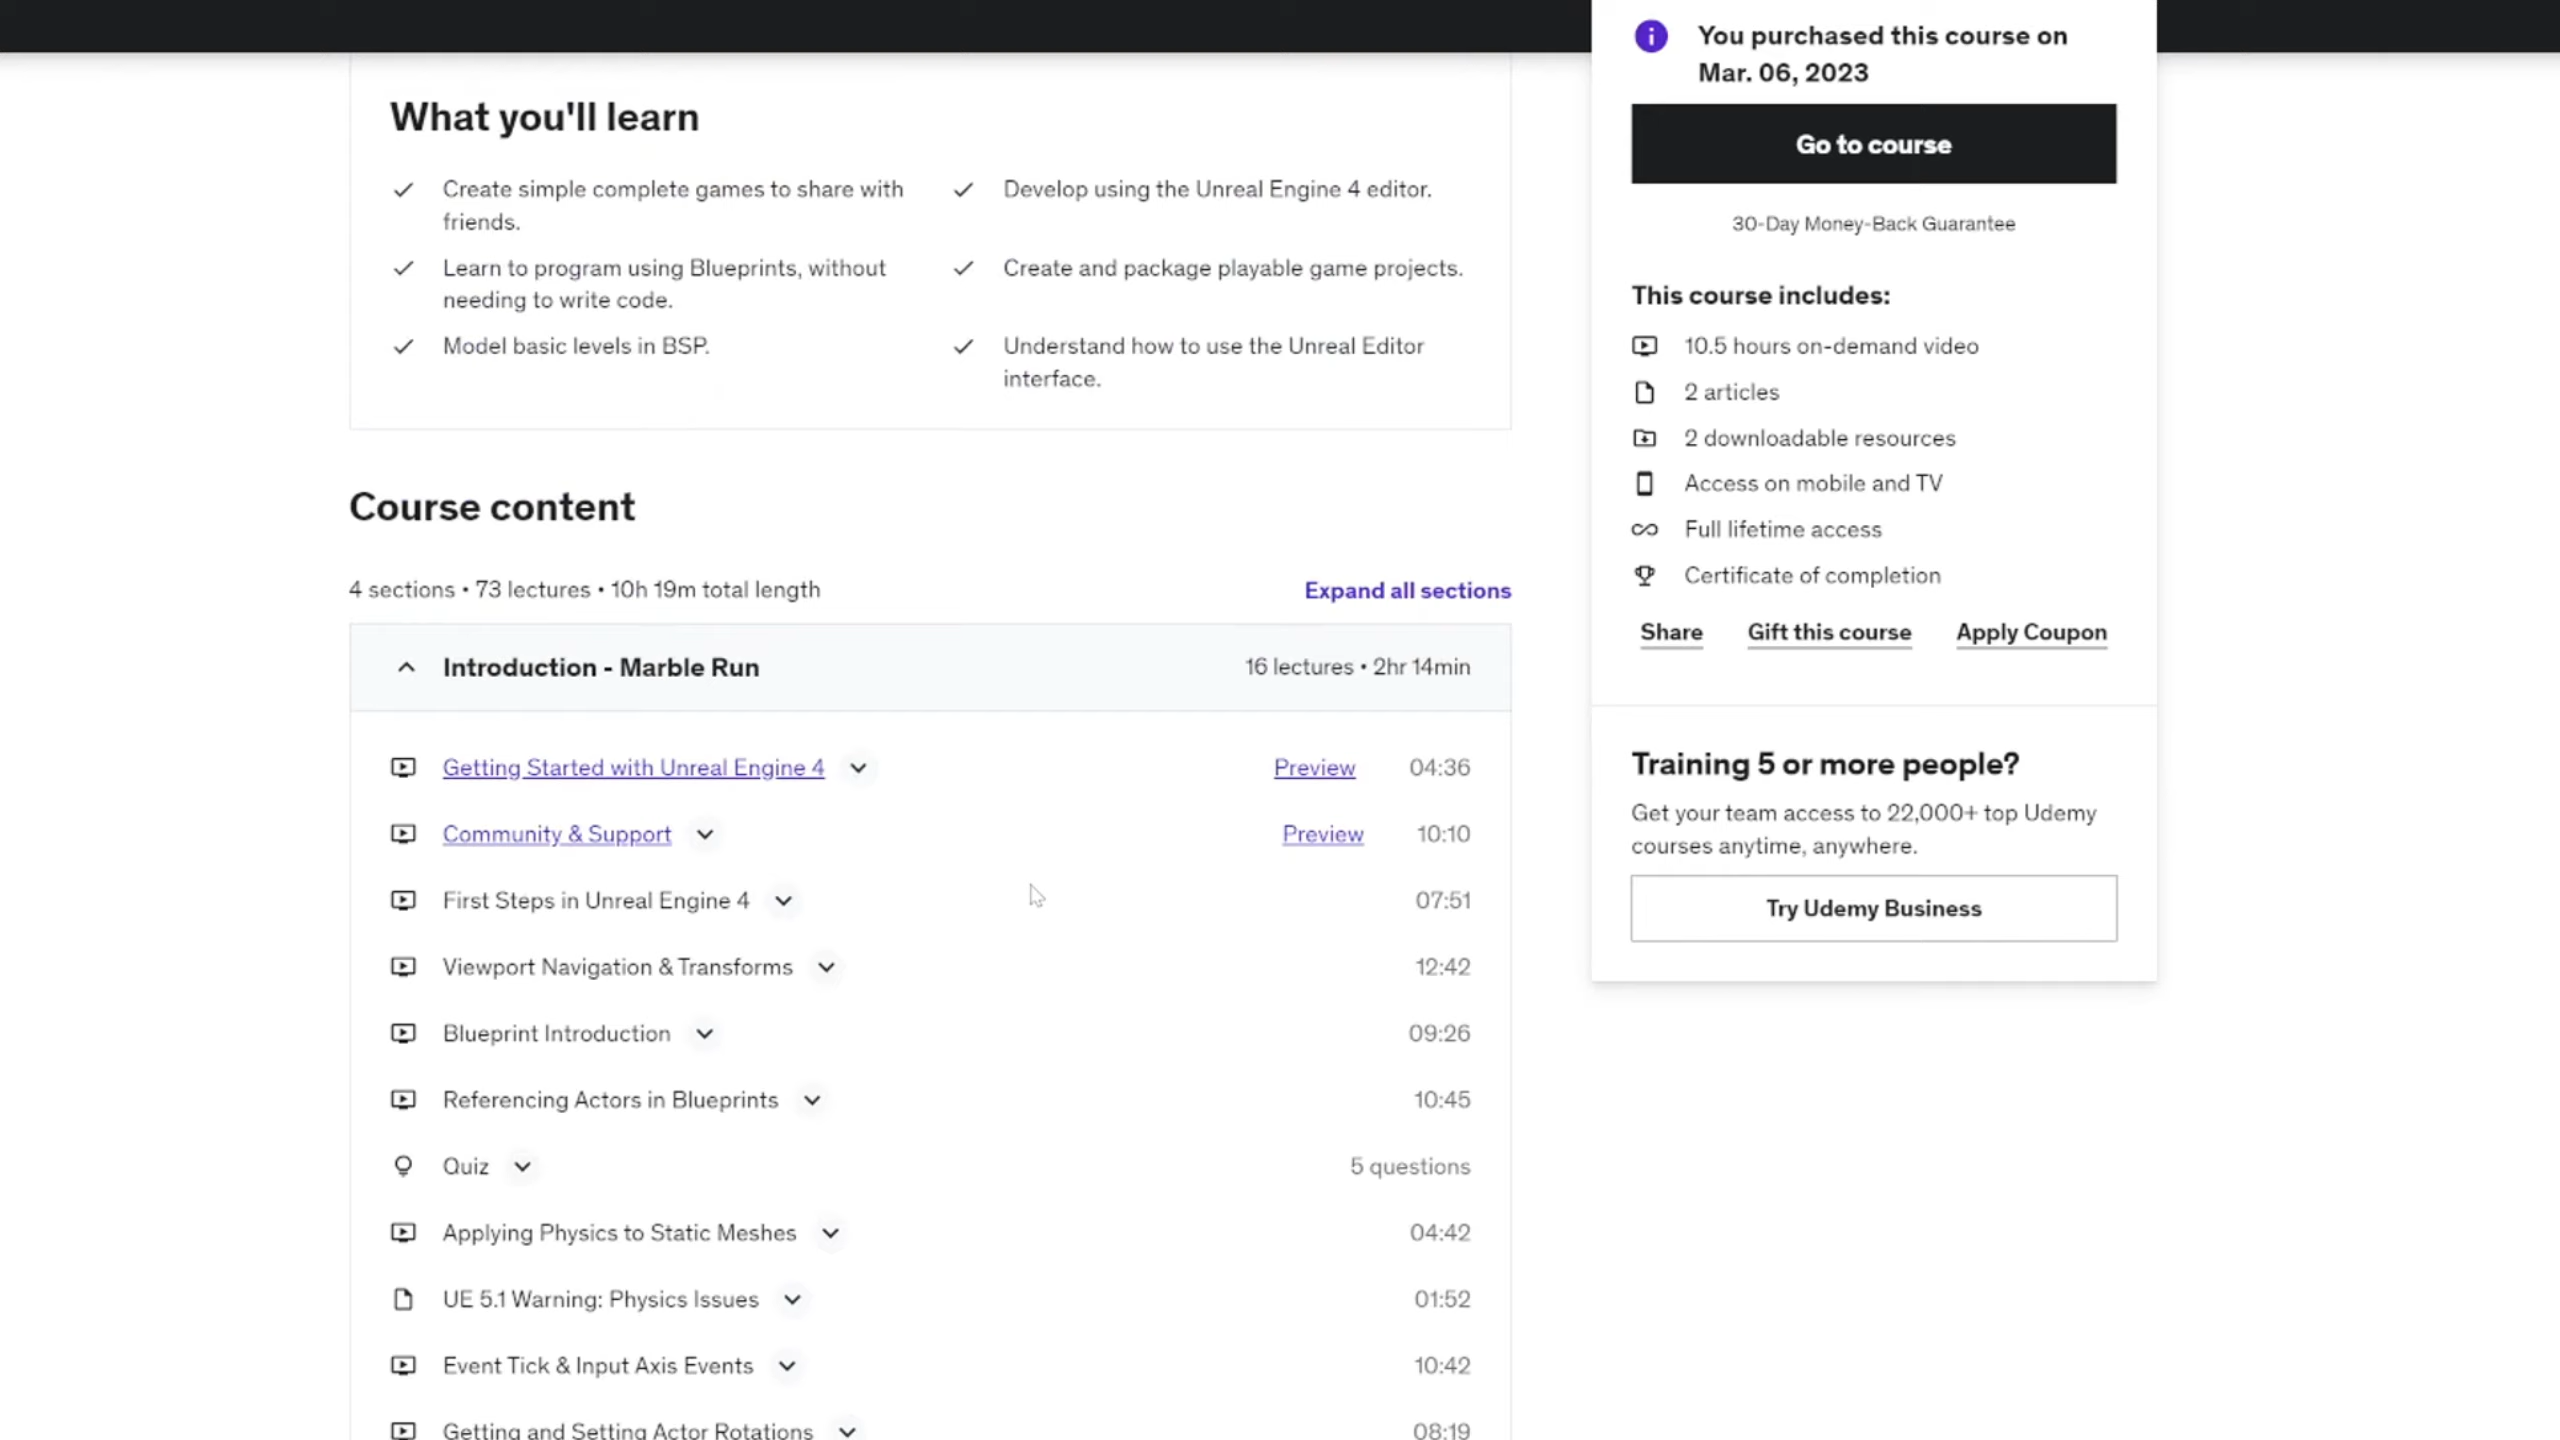 What you'll learn
Create simple complete games to share with
friends.
Develop using the Unreal Engine 4 editor.
Learn to program using Blueprints, without
needing to write code.
Create and package playable game projects.
Model basic levels in BSP.
Understand how to use the Unreal Editor
interface.
Course content
4 sections • 73 lectures • 10h 19m total length
Expand all sections
Introduction - Marble Run
16 lectures • 2hr 14min
Getting Started with Unreal Engine 4
Preview
04:36
Community & Support
Preview
10:10
First Steps in Unreal Engine 4
07:51
Viewport Navigation & Transforms
12:42
Blueprint Introduction
09:26
Referencing Actors in Blueprints
10:45
Quiz
5 questions
Applying Physics to Static Meshes
04:42
UE 5.1 Warning: Physics Issues
01:52
Event Tick & Input Axis Events
10:42
Getting and Setting Actor Rotations
08:19
You purchased this course on
Mar. 06, 2023
Go to course
30-Day Money-Back Guarantee
This course includes:
10.5 hours on-demand video
2 articles
2 downloadable resources
Access on mobile and TV
Full lifetime access
Certificate of completion
Share
Gift this course
Apply Coupon
Training 5 or more people?
Get your team access to 22,000+ top Udemy
courses anytime, anywhere.
Try Udemy Business